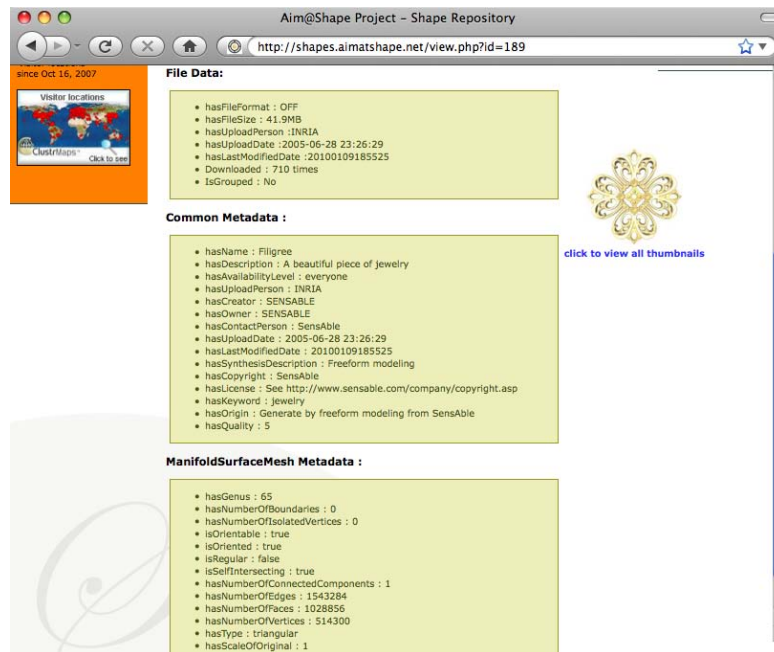 Aim@Shape Project – Shape Repository
http://shapes.aimatshape.net/view.php?id=189
since Oct 16, 2007
Visitor locations
ClustrMaps
Click to see
File Data:
hasFileFormat : OFF
hasFileSize : 41.9MB
hasUploadPerson :INRIA
hasUploadDate :2005-06-28 23:26:29
hasLastModifiedDate :20100109185525
Downloaded : 710 times
IsGrouped : No
click to view all thumbnails
Common Metadata :
hasName : Filigree
hasDescription : A beautiful piece of jewelry
hasAvailabilityLevel : everyone
hasUploadPerson : INRIA
hasCreator : SENSABLE
hasOwner : SENSABLE
hasContactPerson : SensAble
hasUploadDate : 2005-06-28 23:26:29
hasLastModifiedDate : 20100109185525
hasSynthesisDescription : Freeform modeling
hasCopyright : SensAble
hasLicense : See http://www.sensable.com/company/copyright.asp
hasKeyword : jewelry
hasOrigin : Generate by freeform modeling from SensAble
hasQuality : 5
ManifoldSurfaceMesh Metadata :
hasGenus : 65
hasNumberOfBoundaries : 0
hasNumberOfIsolatedVertices : 0
isOrientable : true
isOriented : true
isRegular : false
isSelfIntersecting : true
hasNumberOfConnectedComponents : 1
hasNumberOfEdges : 1543284
hasNumberOfFaces : 1028856
hasNumberOfVertices : 514300
hasType : triangular
hasScaleOfOriginal : 1